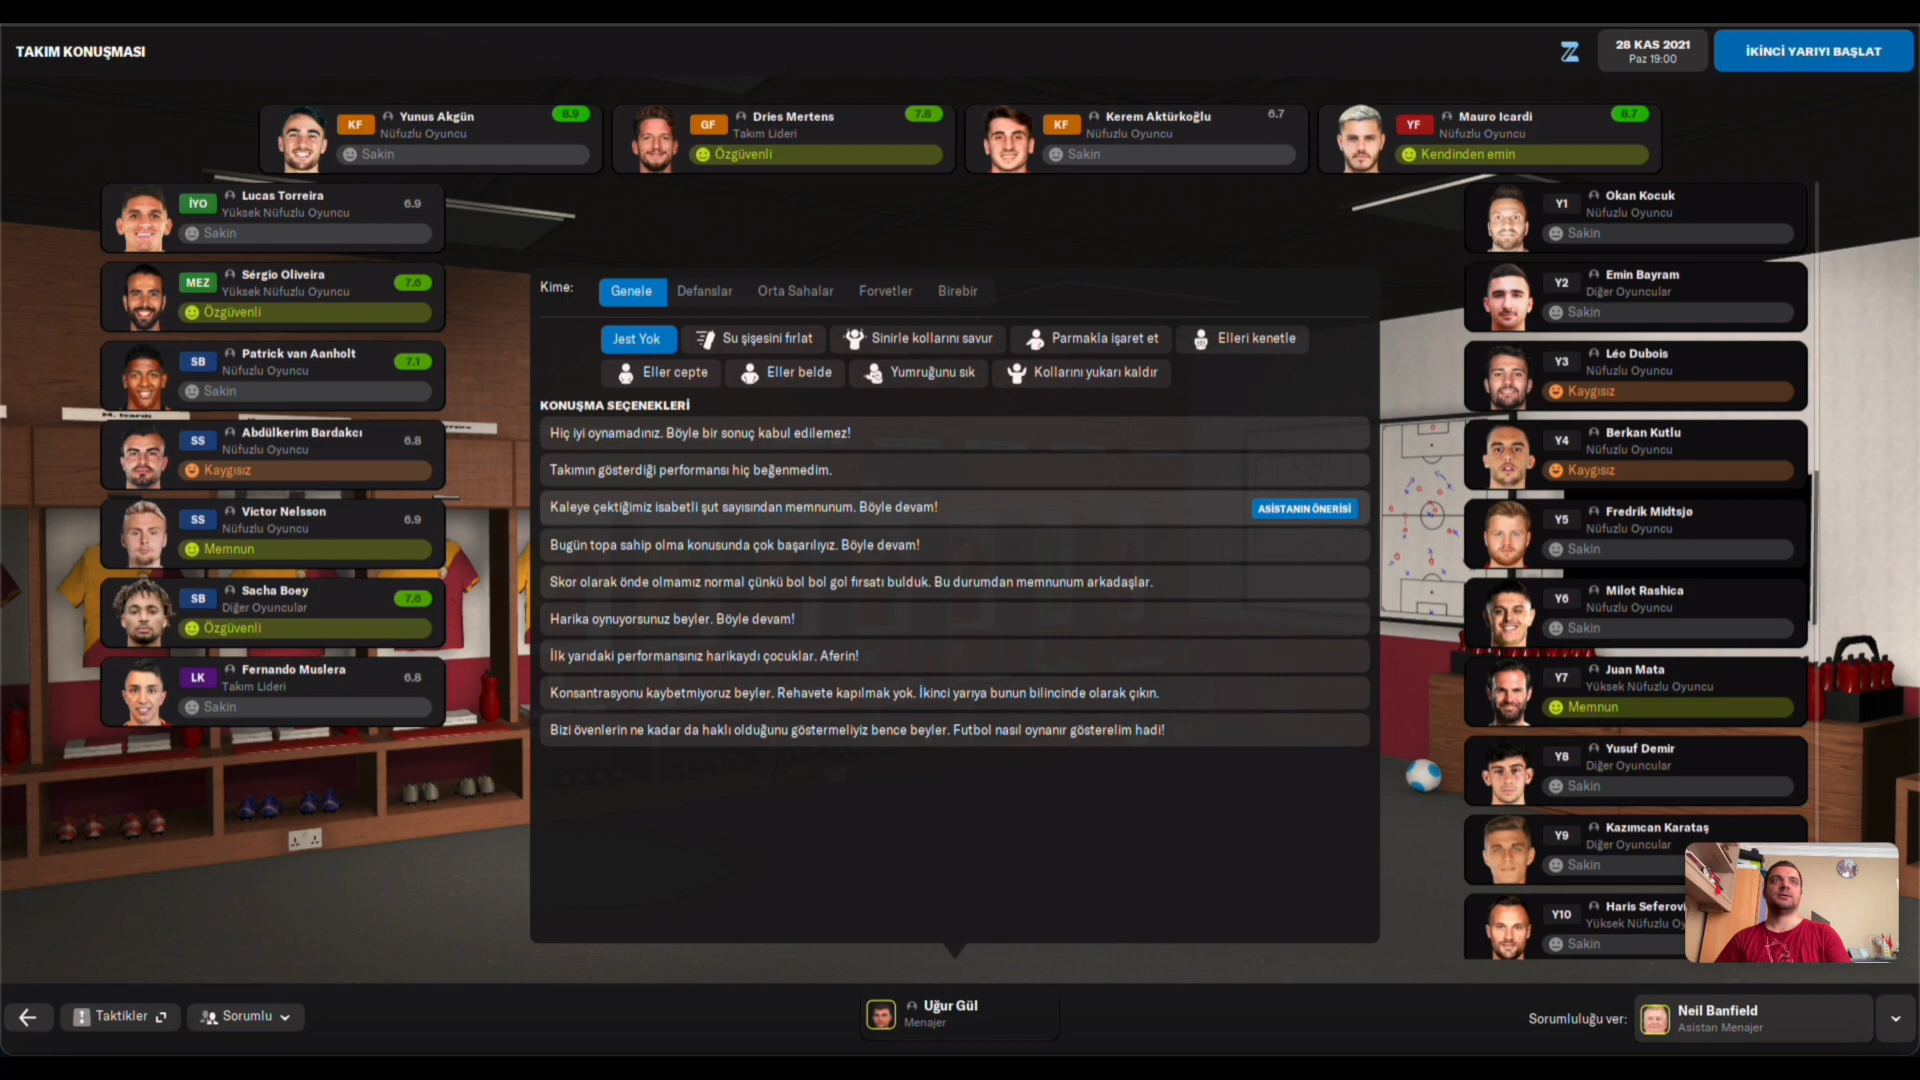 TAKIM KONUŞMASI
28 KAS 2021
Paz 19:00
İKİNCİ YARIYI BAŞLAT
KF Yunus Akgün 8.9
Nüfuzlu Oyuncu
Sakin
GF Dries Mertens 7.8
Takım Lideri
Özgüvenli
KF Kerem Aktürkoğlu 6.7
Nüfuzlu Oyuncu
Sakin
YF Mauro Icardi 8.7
Nüfuzlu Oyuncu
Kendinden emin
İYO Lucas Torreira 6.9
Yüksek Nüfuzlu Oyuncu
Sakin
MEZ Sérgio Oliveira 7.6
Yüksek Nüfuzlu Oyuncu
Özgüvenli
SB Patrick van Aanholt 7.1
Nüfuzlu Oyuncu
Sakin
M. Icardi
SS Abdülkerim Bardakcı 6.8
Nüfuzlu Oyuncu
Kaygısız
SS Victor Nelsson 6.9
Nüfuzlu Oyuncu
Memnun
SB Sacha Boey 7.6
Diğer Oyuncular
Özgüvenli
LK Fernando Muslera 6.8
Takım Lideri
Sakin
Kime: Genele Defanslar Orta Sahalar Forvetler Birebir
Jest Yok Su şişesini fırlat Sinirle kollarını savur Parmakla işaret et Elleri kenetle
Eller cepte Eller belde Yumruğunu sık Kollarını yukarı kaldır
KONUŞMA SEÇENEKLERİ
Hiç iyi oynamadınız. Böyle bir sonuç kabul edilemez!
Takımın gösterdiği performansı hiç beğenmedim.
Kaleye çektiğimiz isabetli şut sayısından memnunum. Böyle devam! ASİSTANIN ÖNERİSİ
Bugün topa sahip olma konusunda çok başarılıyız. Böyle devam!
Skor olarak önde olmamız normal çünkü bol bol gol fırsatı bulduk. Bu durumdan memnunum arkadaşlar.
Harika oynuyorsunuz beyler. Böyle devam!
İlk yarıdaki performansınız harikaydı çocuklar. Aferin!
Konsantrasyonu kaybetmiyoruz beyler. Rehavete kapılmak yok. İkinci yarıya bunun bilincinde olarak çıkın.
Bizi övenlerin ne kadar da haklı olduğunu göstermeliyiz bence beyler. Futbol nasıl oynanır gösterelim hadi!
Y1 Okan Kocuk
Nüfuzlu Oyuncu
Sakin
Y2 Emin Bayram
Diğer Oyuncular
Sakin
Y3 Léo Dubois
Nüfuzlu Oyuncu
Kaygısız
Y4 Berkan Kutlu
Nüfuzlu Oyuncu
Kaygısız
Y5 Fredrik Midtsjø
Nüfuzlu Oyuncu
Sakin
Y6 Milot Rashica
Nüfuzlu Oyuncu
Sakin
Y7 Juan Mata
Yüksek Nüfuzlu Oyuncu
Memnun
Y8 Yusuf Demir
Diğer Oyuncular
Sakin
Y9 Kazımcan Karataş
Diğer Oyuncular
Sakin
Y10 Haris Seferovi
Yüksek Nüfuzlu Oy
Sakin
Taktikler
Sorumlu
Uğur Gül
Menajer
Sorumluluğu ver:
Neil Banfield
Asistan Menajer